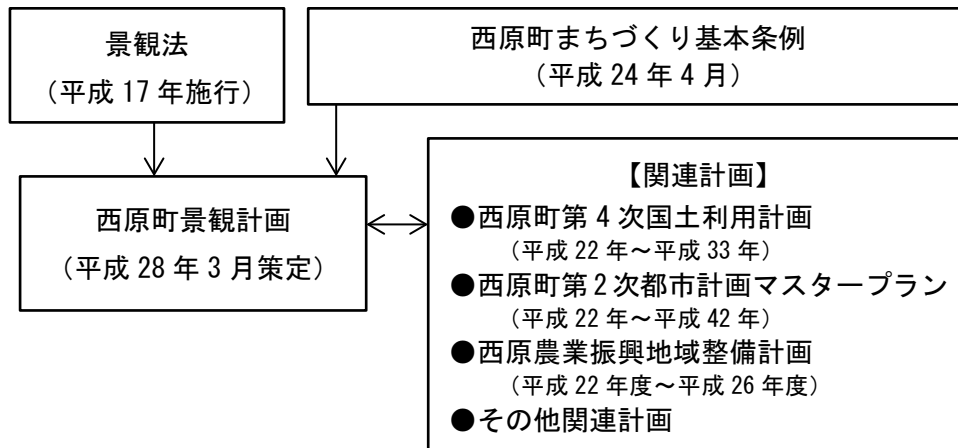 景観法
（平成 17 年施行）
西原町まちづくり基本条例
（平成 24 年 4 月）
西原町景観計画
（平成 28 年 3 月策定）
【関連計画】
●西原町第 4 次国土利用計画
（平成 22 年～平成 33 年）
●西原町第 2 次都市計画マスタープラン
（平成 22 年～平成 42 年）
●西原農業振興地域整備計画
（平成 22 年度～平成 26 年度）
●その他関連計画